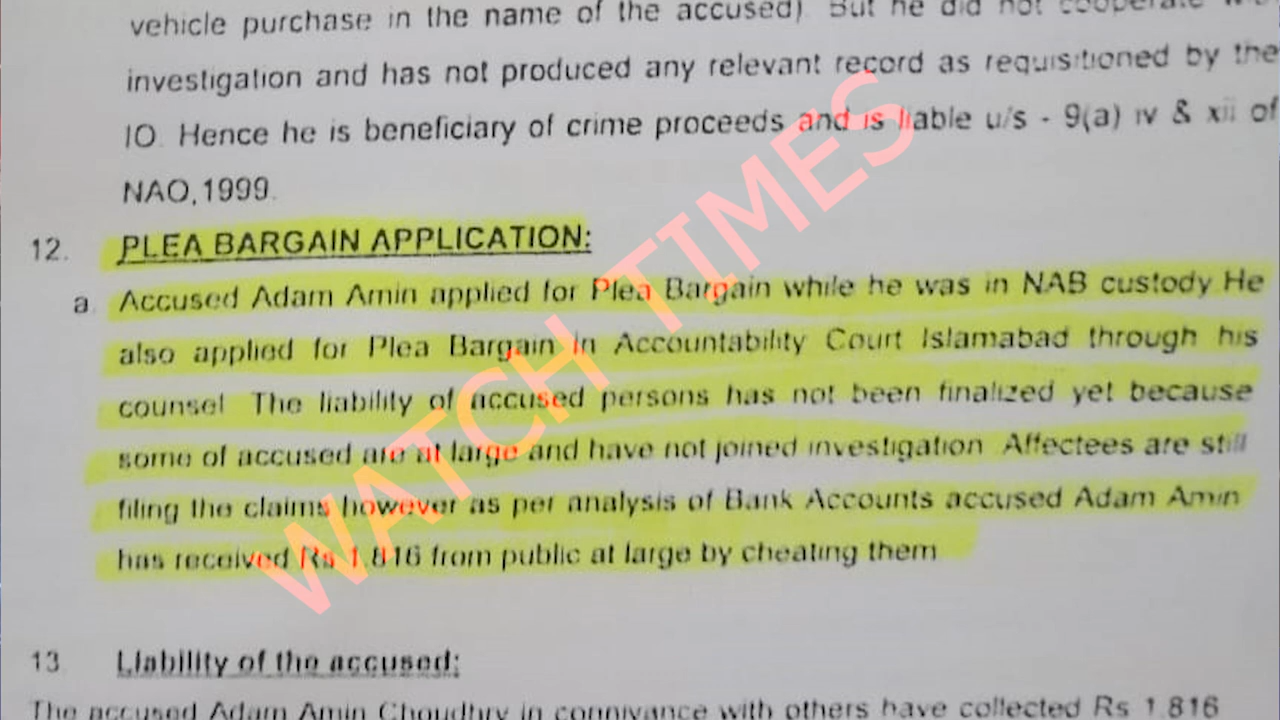 vehicle purchase in the name of the accused) But he did not cooperate
investigation and has not produced any relevant record as requisitioned by the
IO. Hence he is beneficiary of crime proceeds and is liable u/s - 9(a) iv & xii of
NAO,1999.
12. PLEA BARGAIN APPLICATION:
a. Accused Adam Amin applied for Plea Bargain while he was in NAB custody He
also applied for Plea Bargain in Accountability Court Islamabad through his
counsel The liability of accused persons has not been finalized yet because
some of accused are at large and have not joined investigation Affectees are still
filing the claims however as per analysis of Bank Accounts accused Adam Amin
has received Rs 1.816 from public at large by cheating them
13. Liability of the accused:
The accused Adam Amin Choudhry in connivance with others have collected Rs 1.816
WATCH TIMES